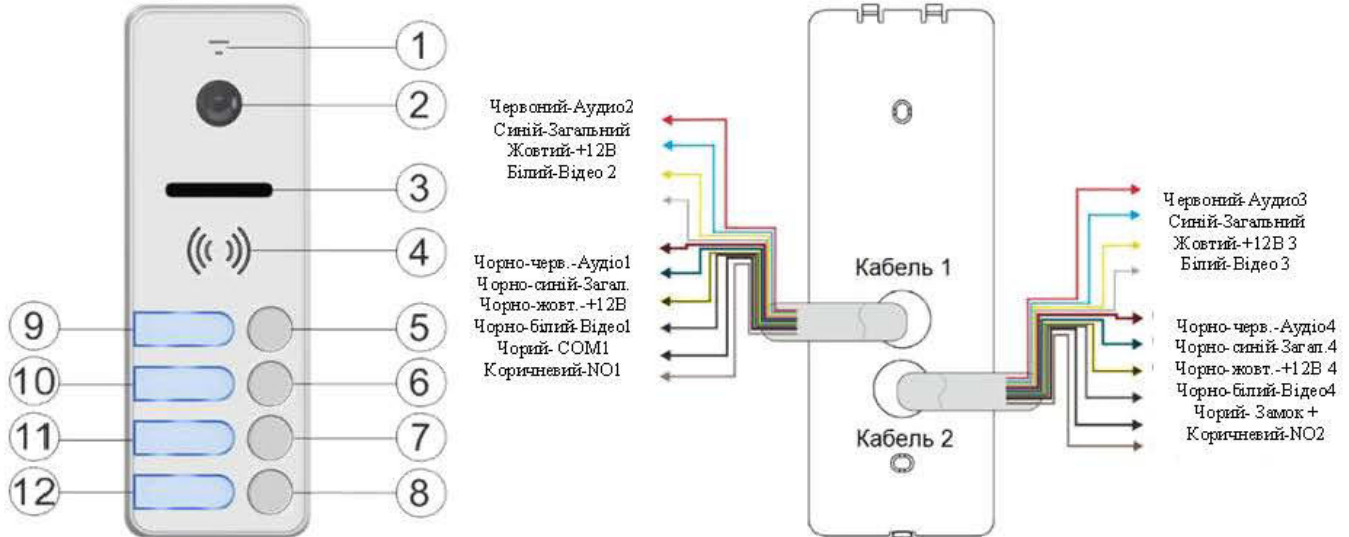 1
2
3
4
9
5
10
6
11
7
12
8
Червоний-Аудио2
Синій-Загальний
Жовтий-+12В
Білий-Відео 2
Чорно-черв.-Аудіо1
Чорно-синій-Загал.
Чорно-жовт.-+12В
Чорно-білий-Відео1
Чорий- COM1
Коричневий-NO1
Кабель 1
Кабель 2
Червоний-Аудио3
Синій-Загальний
Жовтий-+12В 3
Білий-Відео 3
Чорно-черв.-Аудіо4
Чорно-синій-Загал.4
Чорно-жовт.-+12В 4
Чорно-білий-Відео4
Чорий- Замок +
Коричневий-NO2